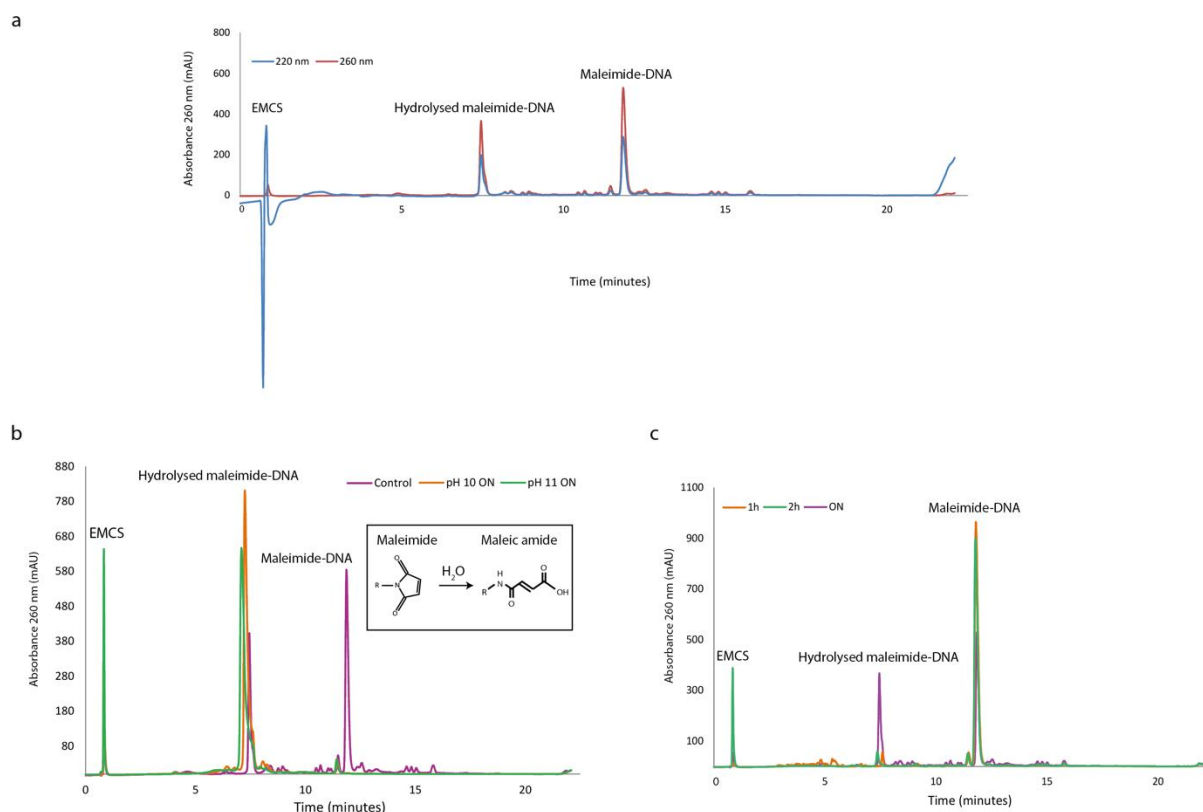 a
800
600
400
200
0
Absorbance 260 nm (mAU)
220 nm 260 nm
EMCS
Hydrolysed maleimide-DNA
Maleimide-DNA
0 5 10 15 20
Time (minutes)
b
880
780
680
580
480
380
280
180
80
Absorbance 260 nm (mAU)
Hydrolysed maleimide-DNA
Control pH 10 ON pH 11 ON
EMCS
Maleimide-DNA
Maleimide Maleic amide
O
R N
O
H2O
H
R N
O
O
OH
0 5 10 15 20
Time (minutes)
c
1100
900
700
500
300
100
Absorbance 260 nm (mAU)
1h 2h ON
Maleimide-DNA
EMCS
Hydrolysed maleimide-DNA
0 5 10 15 20
Time (minutes)